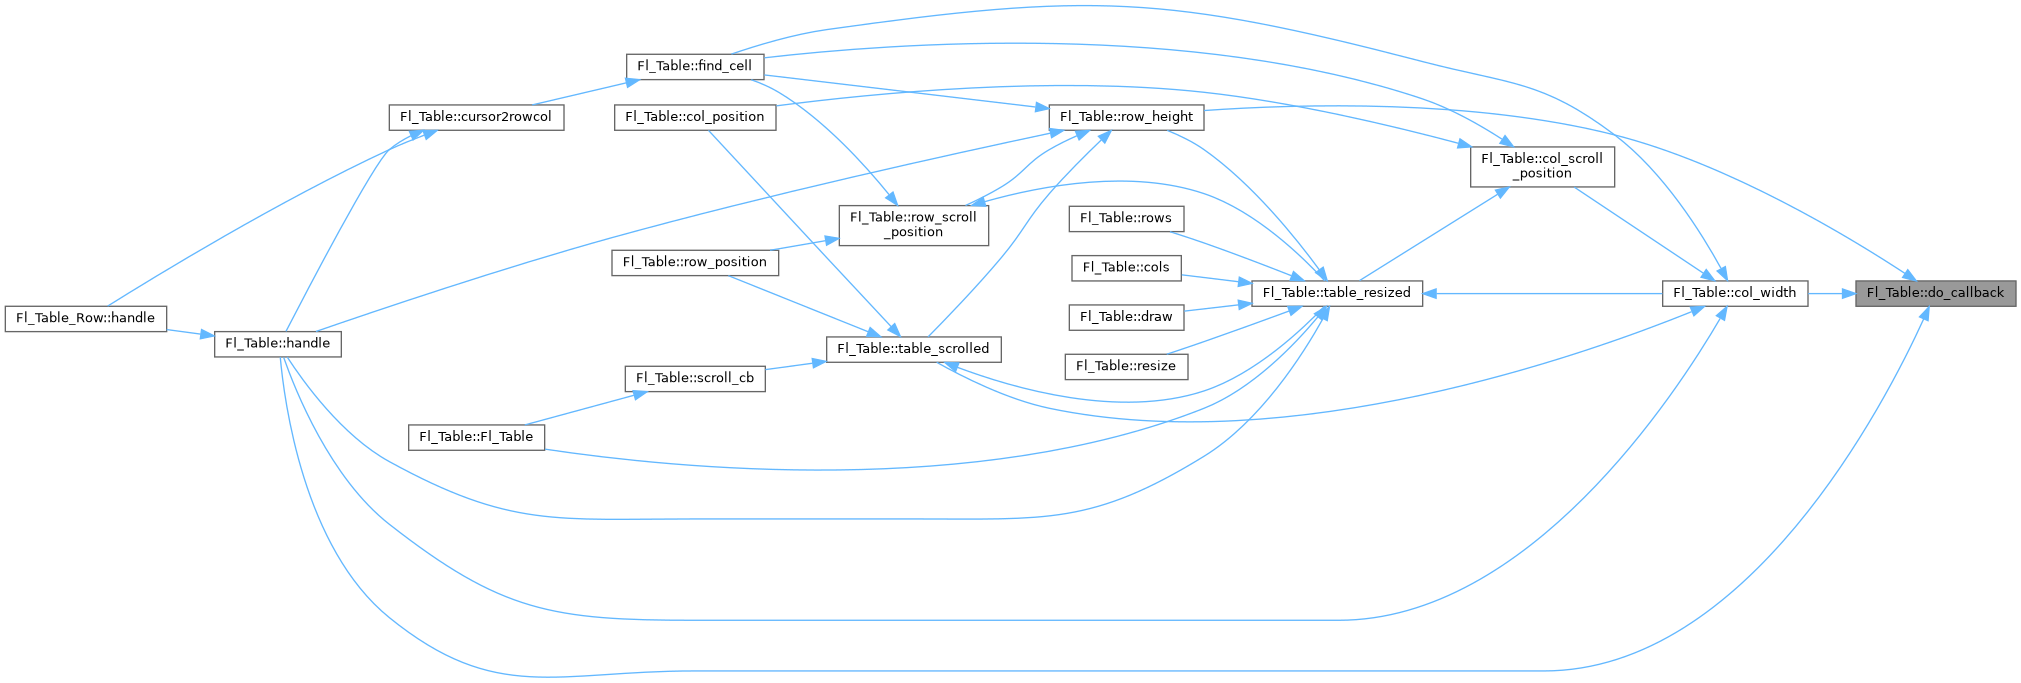 Fl_Table::find_cell
Fl_Table::cursor2rowcol
Fl_Table::col_position
Fl_Table::row_height
Fl_Table::col_scroll
_position
Fl_Table::rows
Fl_Table::row_scroll
_position
Fl_Table::row_position
Fl_Table::cols
Fl_Table::table_resized
Fl_Table::col_width
Fl_Table::do_callback
Fl_Table_Row::handle
Fl_Table::draw
Fl_Table::handle
Fl_Table::table_scrolled
Fl_Table::resize
Fl_Table::scroll_cb
Fl_Table::Fl_Table